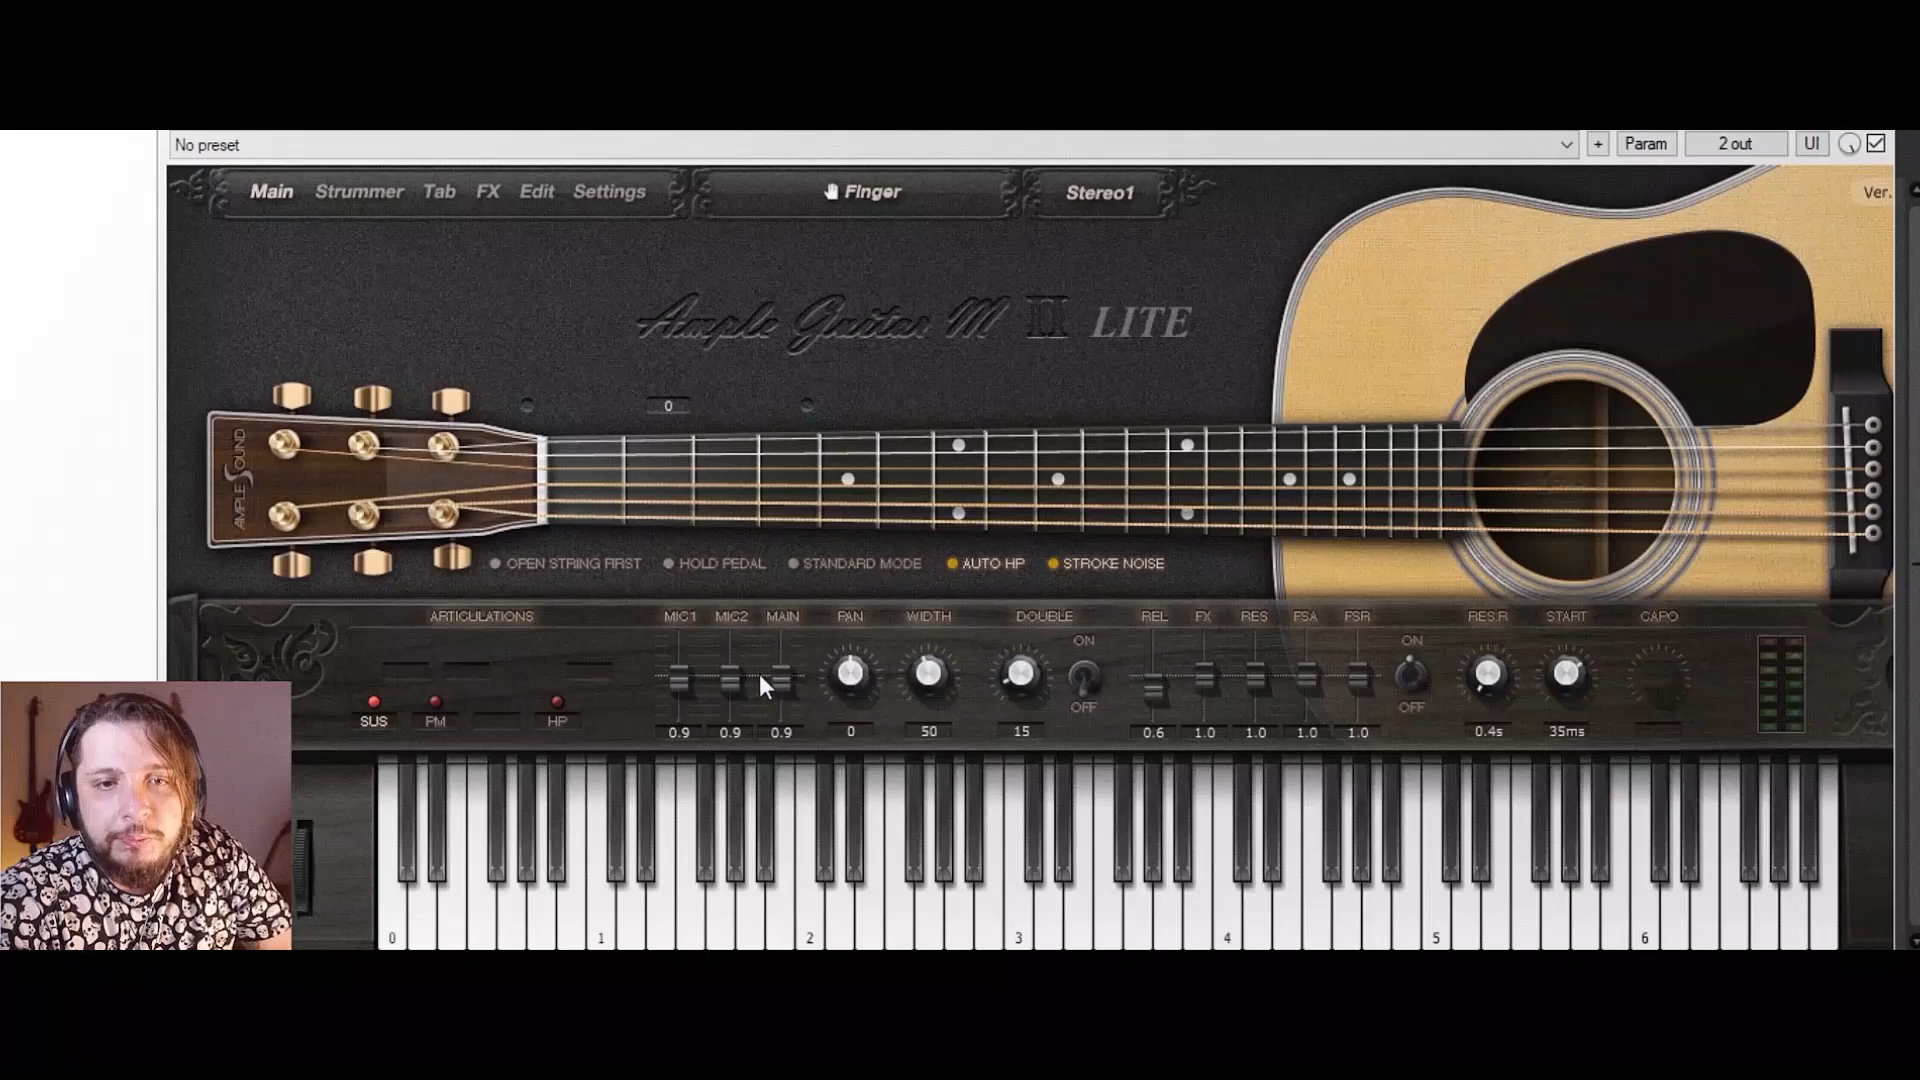 No preset
+ Param 2 out UI
Main Strummer Tab FX Edit Settings
Finger
Stereo1
Ver.
Ample Guitar M II LITE
0
AMPLE SOUND
OPEN STRING FIRST HOLD PEDAL STANDARD MODE AUTO HP STROKE NOISE
ARTICULATIONS MIC1 MIC2 MAIN PAN WIDTH DOUBLE REL FX RES FSA FSR RES.R START CAPO
ON ON
OFF OFF
SUS PM HP
0.9 0.9 0.9 0 50 15 0.6 1.0 1.0 1.0 1.0 0.4s 35ms
0 1 2 3 4 5 6